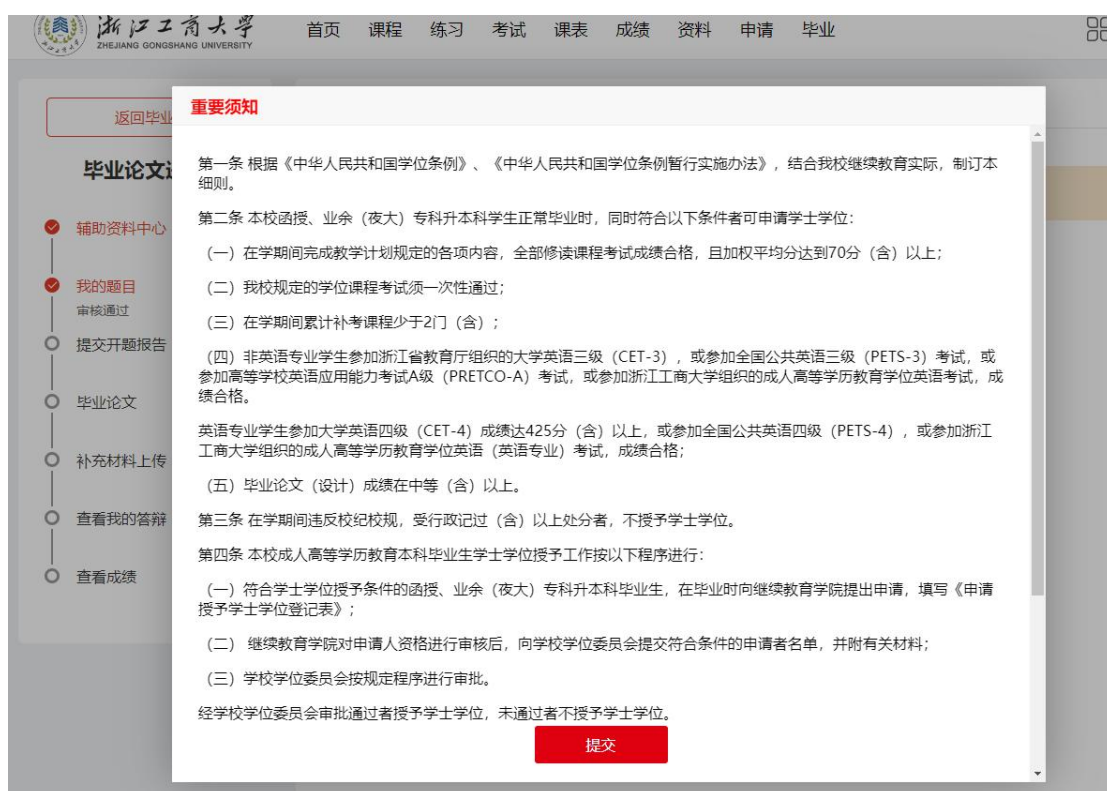 浙江工商大学
ZHEJIANG GONGSHANG UNIVERSITY
首页 课程 练习 考试 课表 成绩 资料 申请 毕业
返回毕业
毕业论文
辅助资料中心
我的题目
审核通过
提交开题报告
毕业论文
补充材料上传
查看我的答辩
查看成绩
重要须知
第一条 根据《中华人民共和国学位条例》、《中华人民共和国学位条例暂行实施办法》，结合我校继续教育实际，制订本
细则。
第二条 本校函授、业余（夜大）专科升本科学生正常毕业时，同时符合以下条件者可申请学士学位：
（一）在学期间完成教学计划规定的各项内容，全部修读课程考试成绩合格，且加权平均分达到70分（含）以上；
（二）我校规定的学位课程考试须一次性通过；
（三）在学期间累计补考课程少于2门（含）；
（四）非英语专业学生参加浙江省教育厅组织的大学英语三级（CET-3），或参加全国公共英语三级（PETS-3）考试，或
参加高等学校英语应用能力考试A级（PRETCO-A）考试，或参加浙江工商大学组织的成人高等学历教育学位英语考试，成
绩合格。
英语专业学生参加大学英语四级（CET-4）成绩达425分（含）以上，或参加全国公共英语四级（PETS-4），或参加浙江
工商大学组织的成人高等学历教育学位英语（英语专业）考试，成绩合格；
（五）毕业论文（设计）成绩在中等（含）以上。
第三条 在学期间违反校纪校规，受行政记过（含）以上处分者，不授予学士学位。
第四条 本校成人高等学历教育本科毕业生学士学位授予工作按以下程序进行：
（一）符合学士学位授予条件的函授、业余（夜大）专科升本科毕业生，在毕业时向继续教育学院提出申请，填写《申请
授予学士学位登记表》；
（二） 继续教育学院对申请人资格进行审核后，向学校学位委员会提交符合条件的申请者名单，并附有关材料；
（三）学校学位委员会按规定程序进行审批。
经学校学位委员会审批通过者授予学士学位，未通过者不授予学士学位。
提交